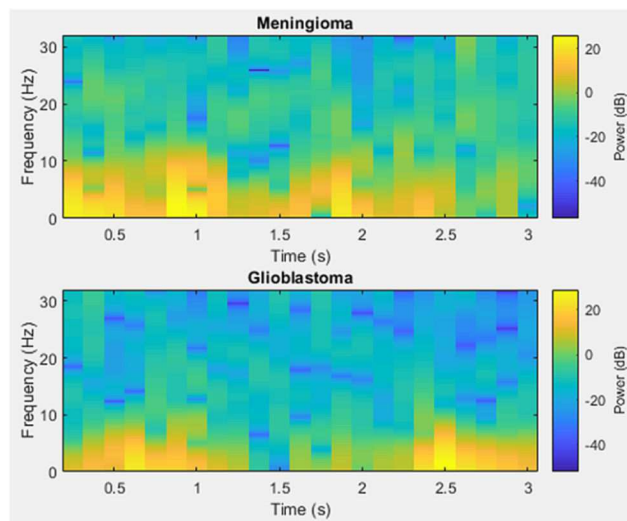 Meningioma
30
20
10
0
Frequency (Hz)
0.5 1 1.5 2 2.5 3
Time (s)
20
0
-20
-40
Power (dB)
Glioblastoma
30
20
10
0
Frequency (Hz)
0.5 1 1.5 2 2.5 3
Time (s)
20
0
-20
-40
Power (dB)